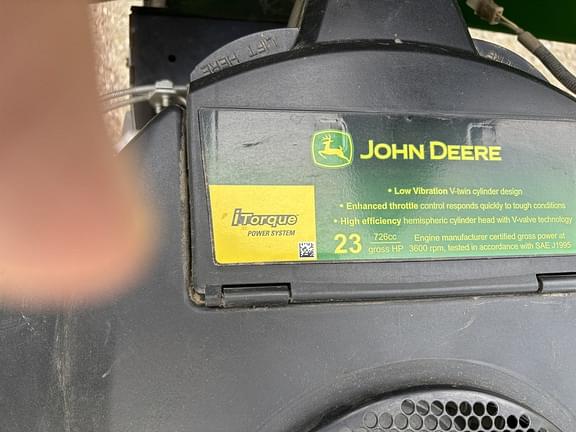 LIFT HERE
JOHN DEERE
• Low Vibration V-twin cylinder design
• Enhanced throttle control responds quickly to tough conditions
• High efficiency hemispheric cylinder head with V-valve technology
iTorque
POWER SYSTEM
23 726cc gross HP
Engine manufacturer certified gross power at
3600 rpm, tested in accordance with SAE J1995